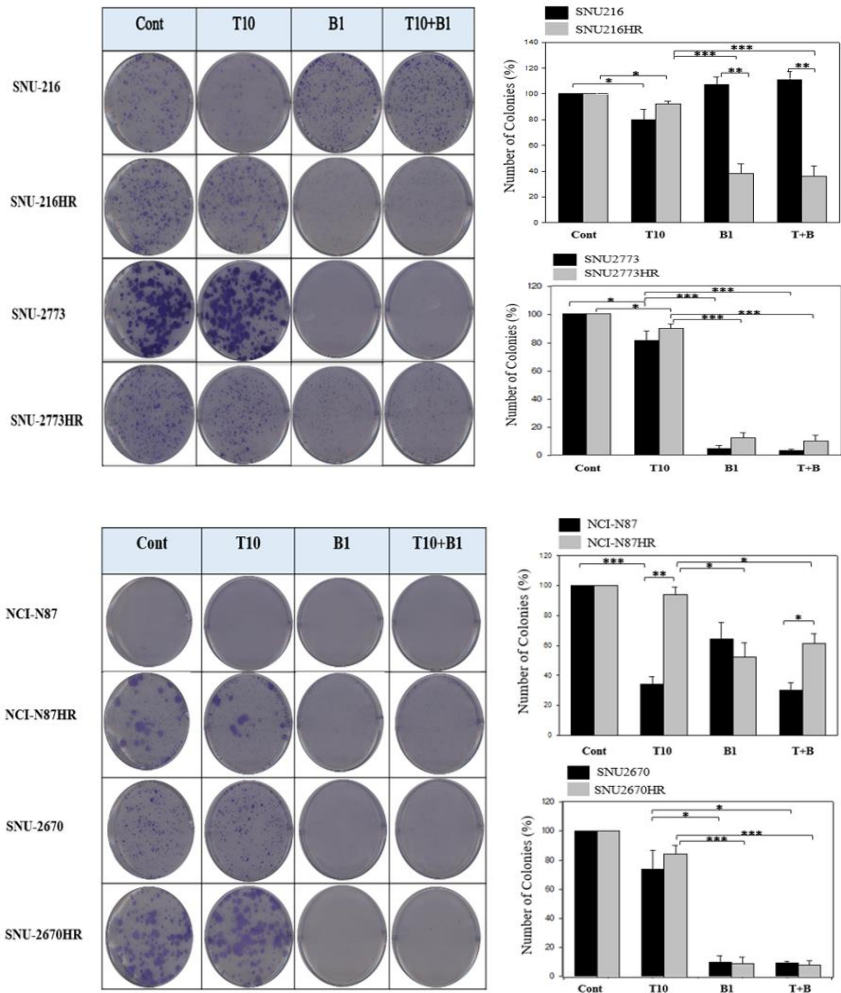 Cont T10 B1 T10+B1
SNU-216
SNU-216HR
SNU-2773
SNU-2773HR
SNU216
SNU216HR
Number of Colonies (%)
140
120
100
80
60
40
20
0
* * *** *** ** **
Cont T10 B1 T+B
SNU2773
SNU2773HR
Number of Colonies (%)
120
100
80
60
40
20
0
* * *** *** *** ***
Cont T10 B1 T+B
Cont T10 B1 T10+B1
NCI-N87
NCI-N87HR
SNU-2670
SNU-2670HR
NCI-N87
NCI-N87HR
Number of Colonies (%)
120
100
80
60
40
20
0
*** ** * * *
Cont T10 B1 T+B
SNU2670
SNU2670HR
Number of Colonies (%)
120
100
80
60
40
20
0
* * *** ***
Cont T10 B1 T+B